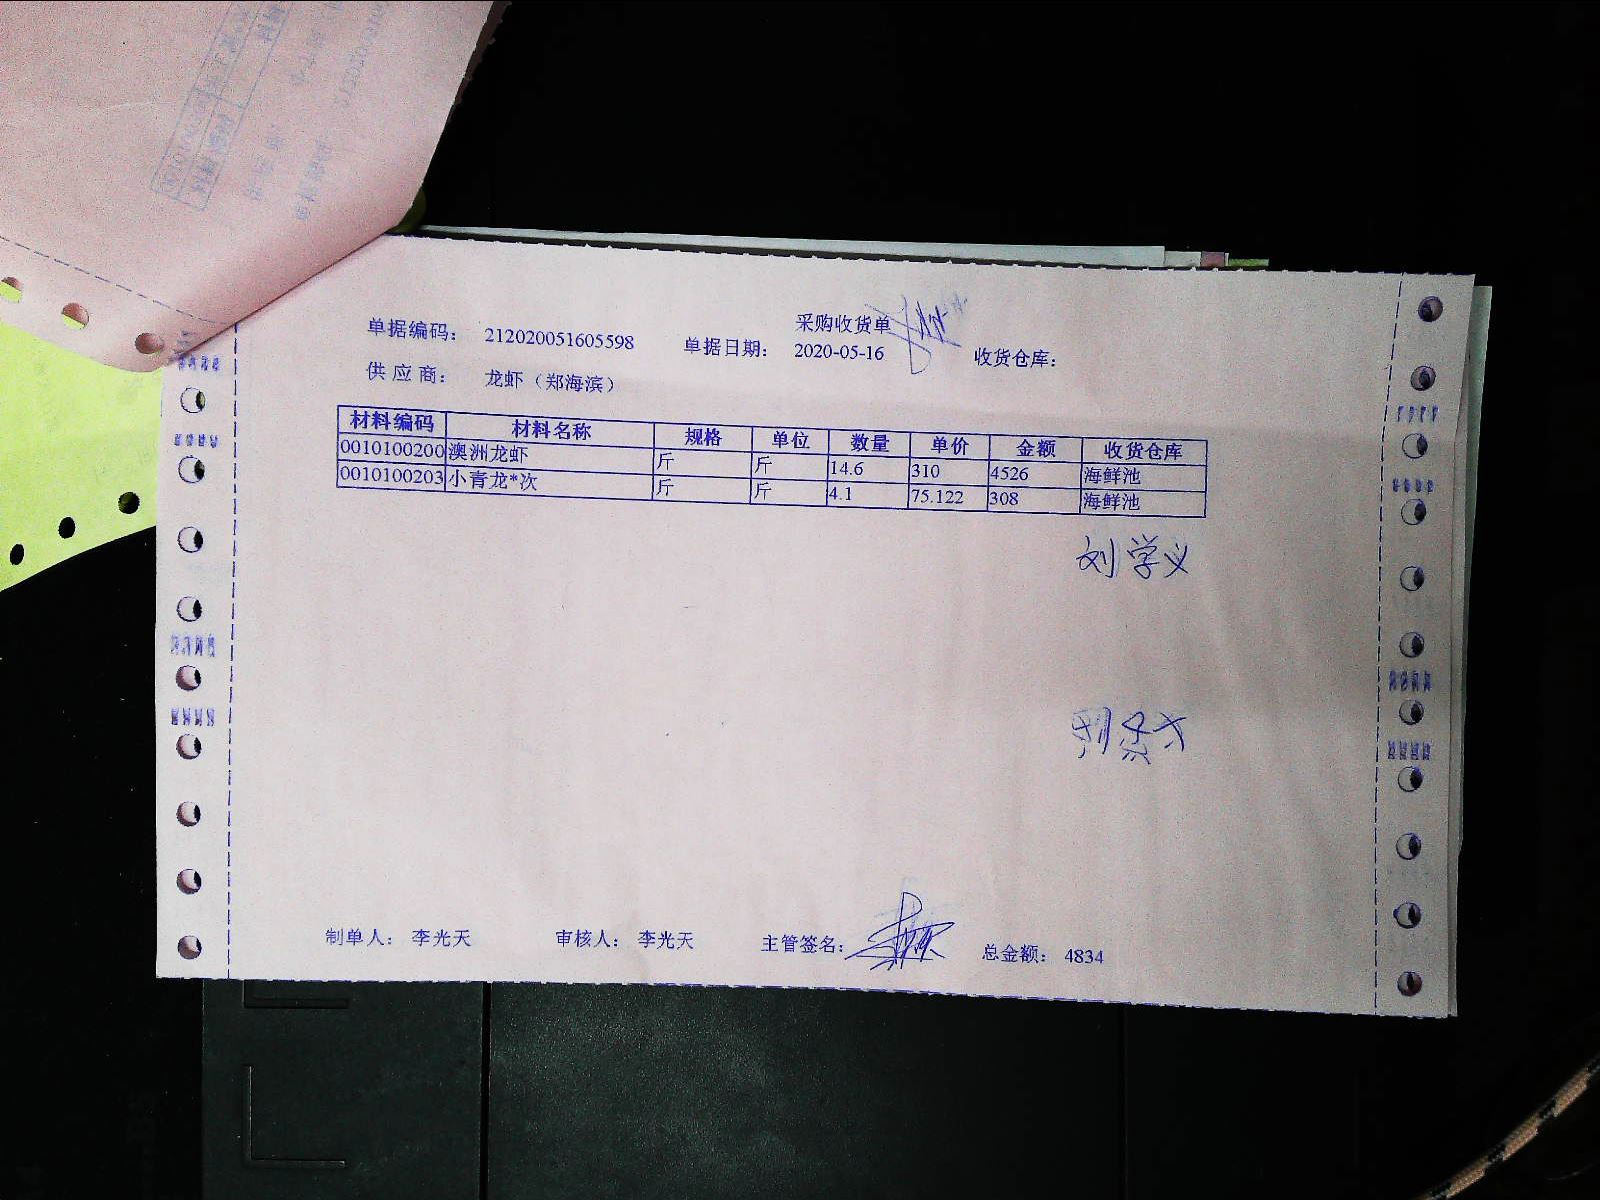 采购收货单
单据编码： 212020051605598 单据日期： 2020-05-16 收货仓库：
供应商： 龙虾（郑海滨）
材料编码 材料名称 规格 单位 数量 单价 金额 收货仓库
0010100200 澳洲龙虾 斤 斤 14.6 310 4526 海鲜池
0010100203 小青龙*次 斤 斤 4.1 75.122 308 海鲜池
刘学义
制单人： 李光天 审核人： 李光天 主管签名： 总金额： 4834